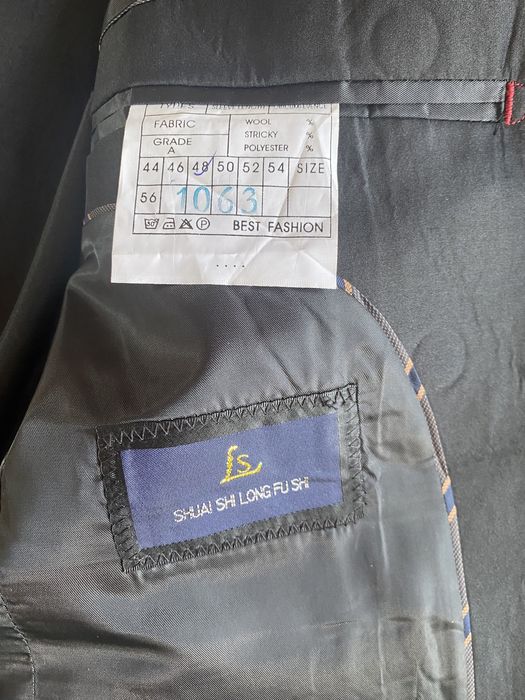 TYPES
FABRIC WOOL %
STRICKY %
GRADE A POLYESTER %
44 46 48 50 52 54 SIZE
56 1063
BEST FASHION
....
LS
SHUAI SHI LONG FU SHI